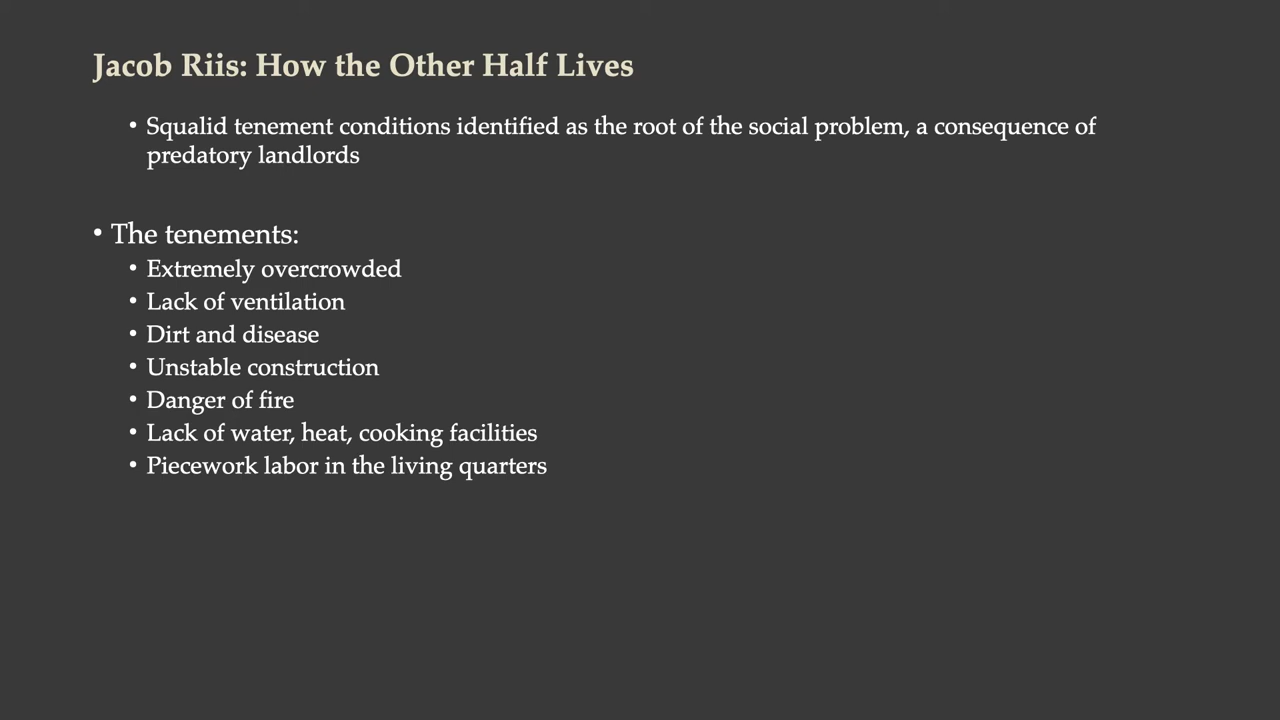 Jacob Riis: How the Other Half Lives
• Squalid tenement conditions identified as the root of the social problem, a consequence of
predatory landlords
• The tenements:
• Extremely overcrowded
• Lack of ventilation
• Dirt and disease
• Unstable construction
• Danger of fire
• Lack of water, heat, cooking facilities
• Piecework labor in the living quarters